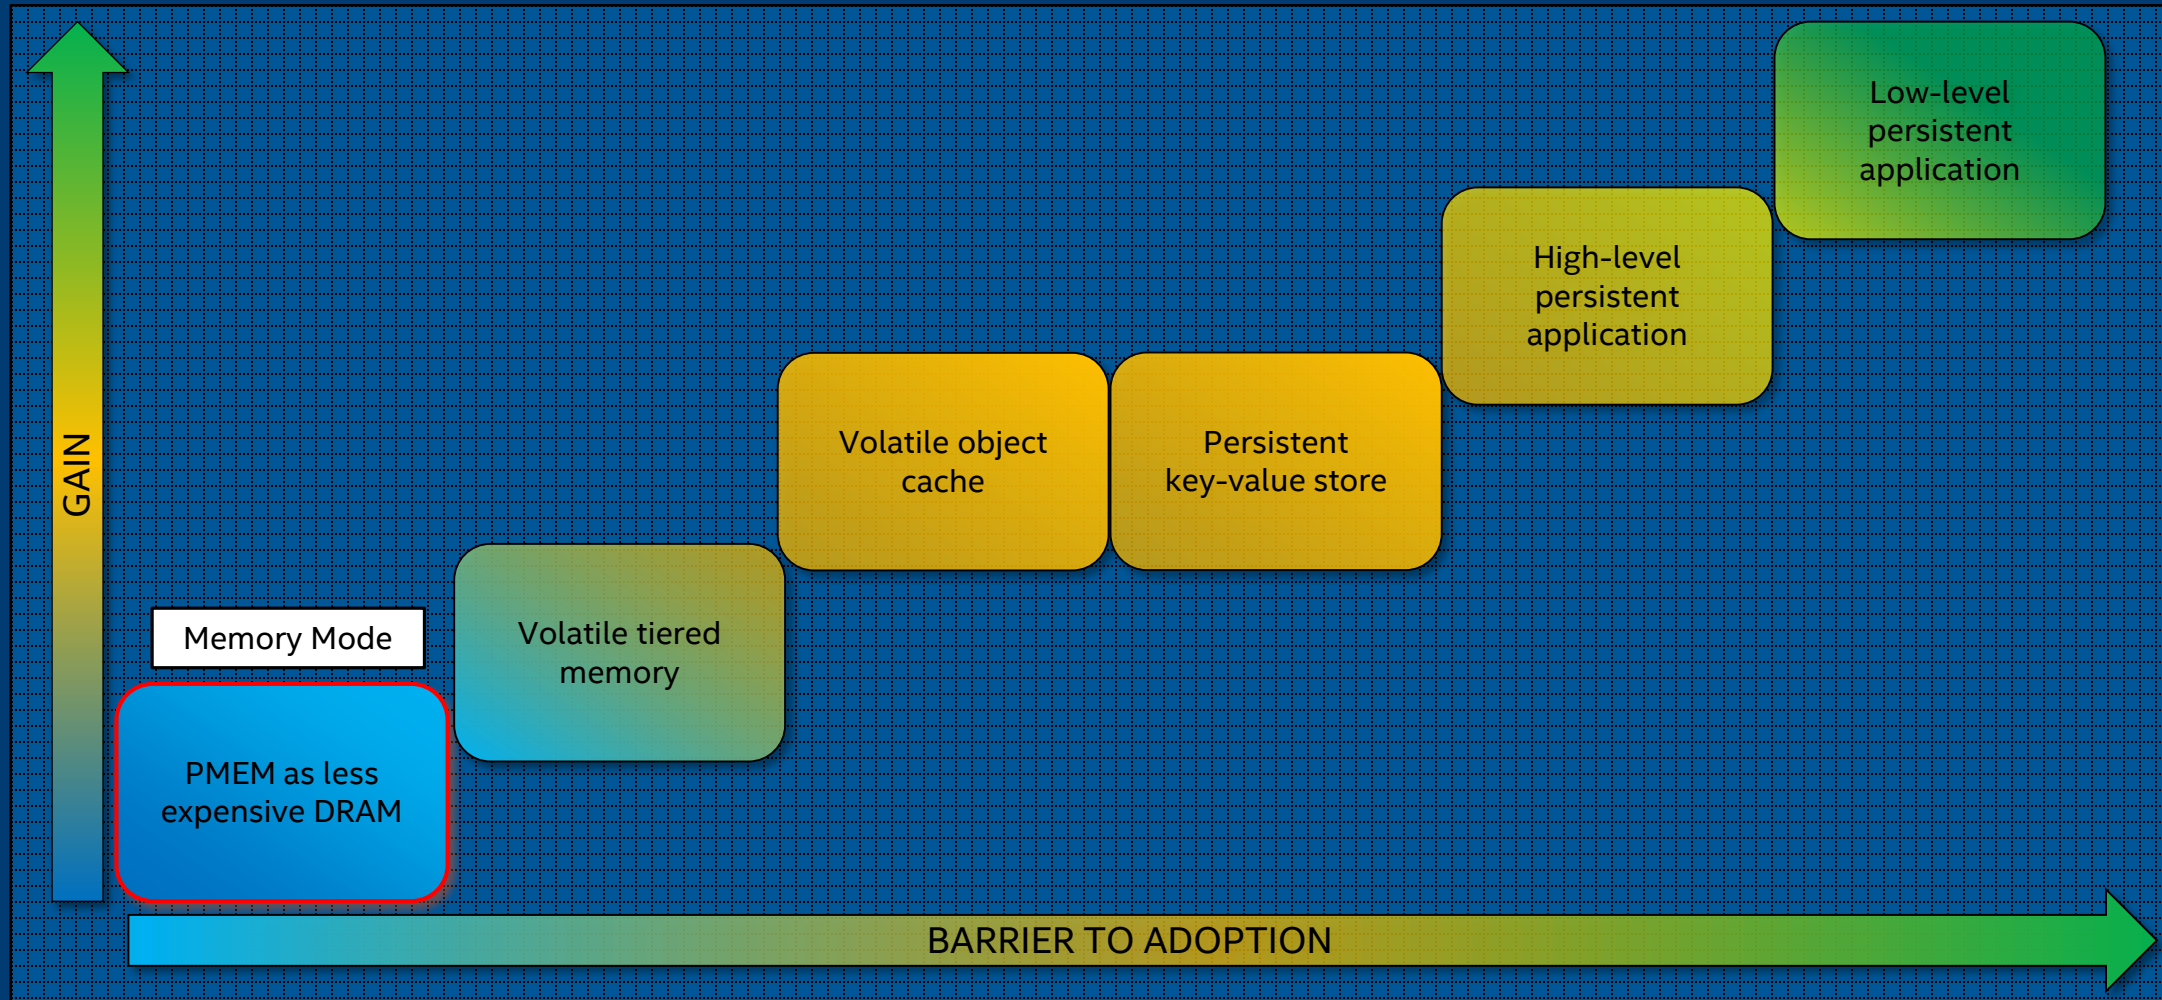 Low-level
persistent
application
High-level
persistent
application
Volatile object
cache
Persistent
key-value store
GAIN
Volatile tiered
memory
Memory Mode
PMEM as less
expensive DRAM
BARRIER TO ADOPTION